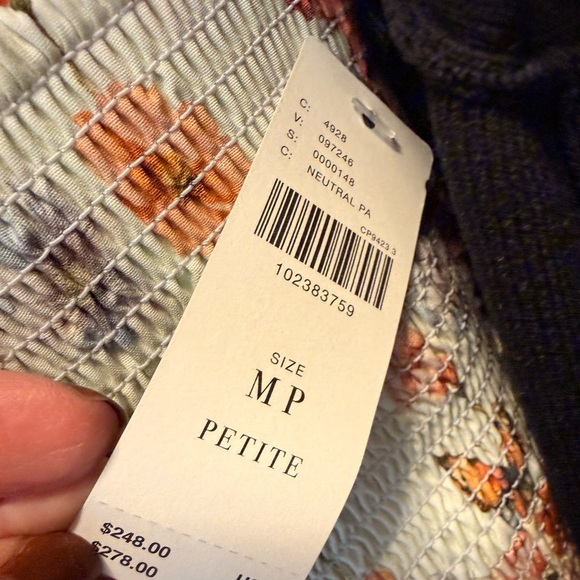 C: 4928
V: 097246
S: 0000148
C: NEUTRAL PA
CP9423 3
102383759
SIZE
MP
PETITE
$248.00
$278.00